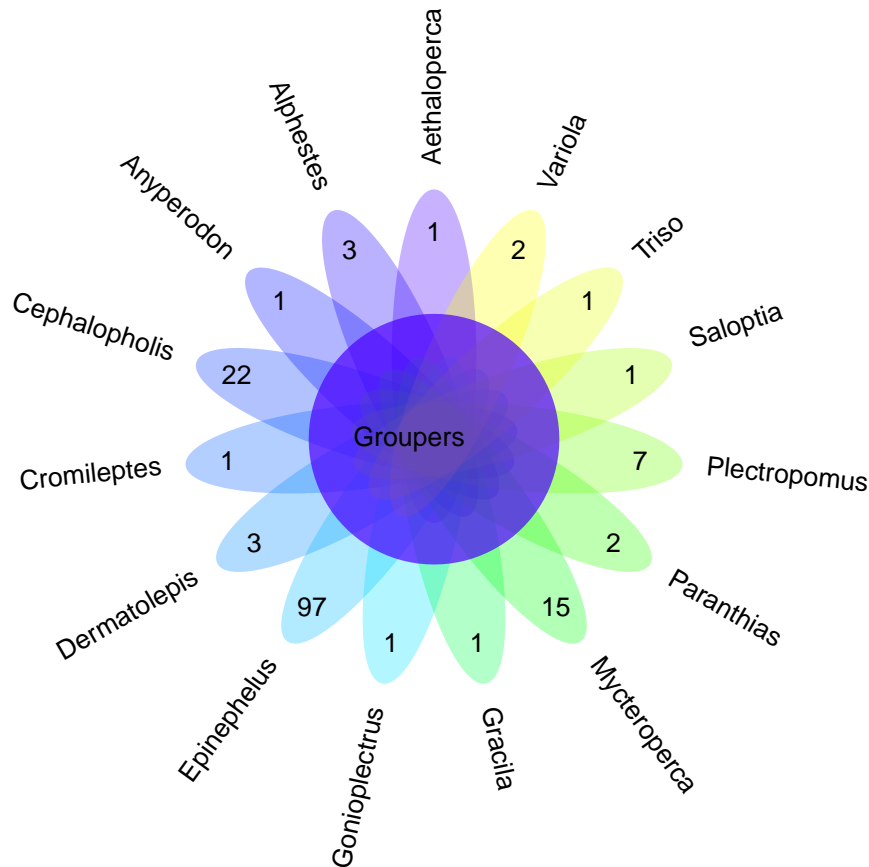 Aethaloperca
1
Variola
2
Triso
1
Saloptia
1
Plectropomus
7
Paranthias
2
Mycteroperca
15
Gracila
1
Gonioplectrus
1
Epinephelus
97
Dermatolepis
3
Cromileptes
1
Cephalopholis
22
Anyperodon
1
Alphestes
3
Groupers